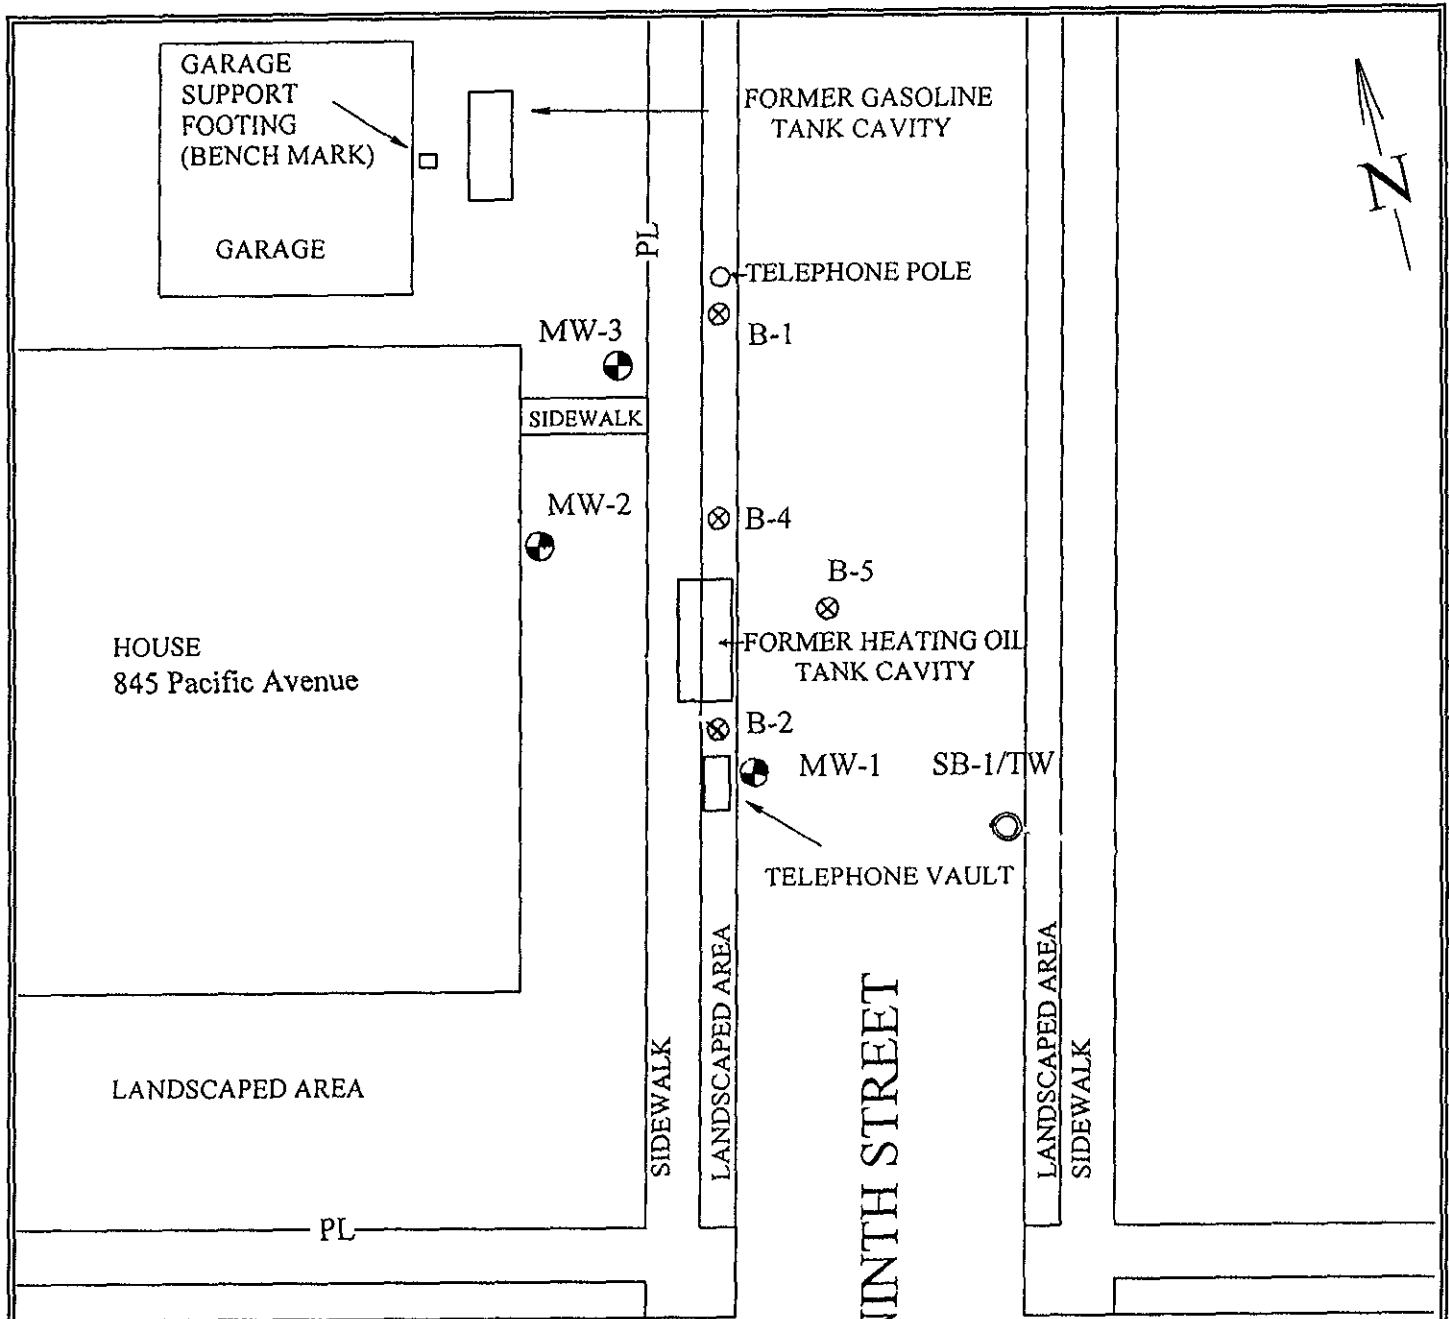 GARAGE
SUPPORT
FOOTING
(BENCH MARK)
FORMER GASOLINE
TANK CAVITY
N
GARAGE
PL
TELEPHONE POLE
MW-3
B-1
SIDEWALK
MW-2
B-4
B-5
HOUSE
845 Pacific Avenue
FORMER HEATING OIL
TANK CAVITY
B-2
MW-1
SB-1/TW
TELEPHONE VAULT
LANDSCAPED AREA
SIDEWALK
LANDSCAPED AREA
NINTH STREET
LANDSCAPED AREA
SIDEWALK
PL